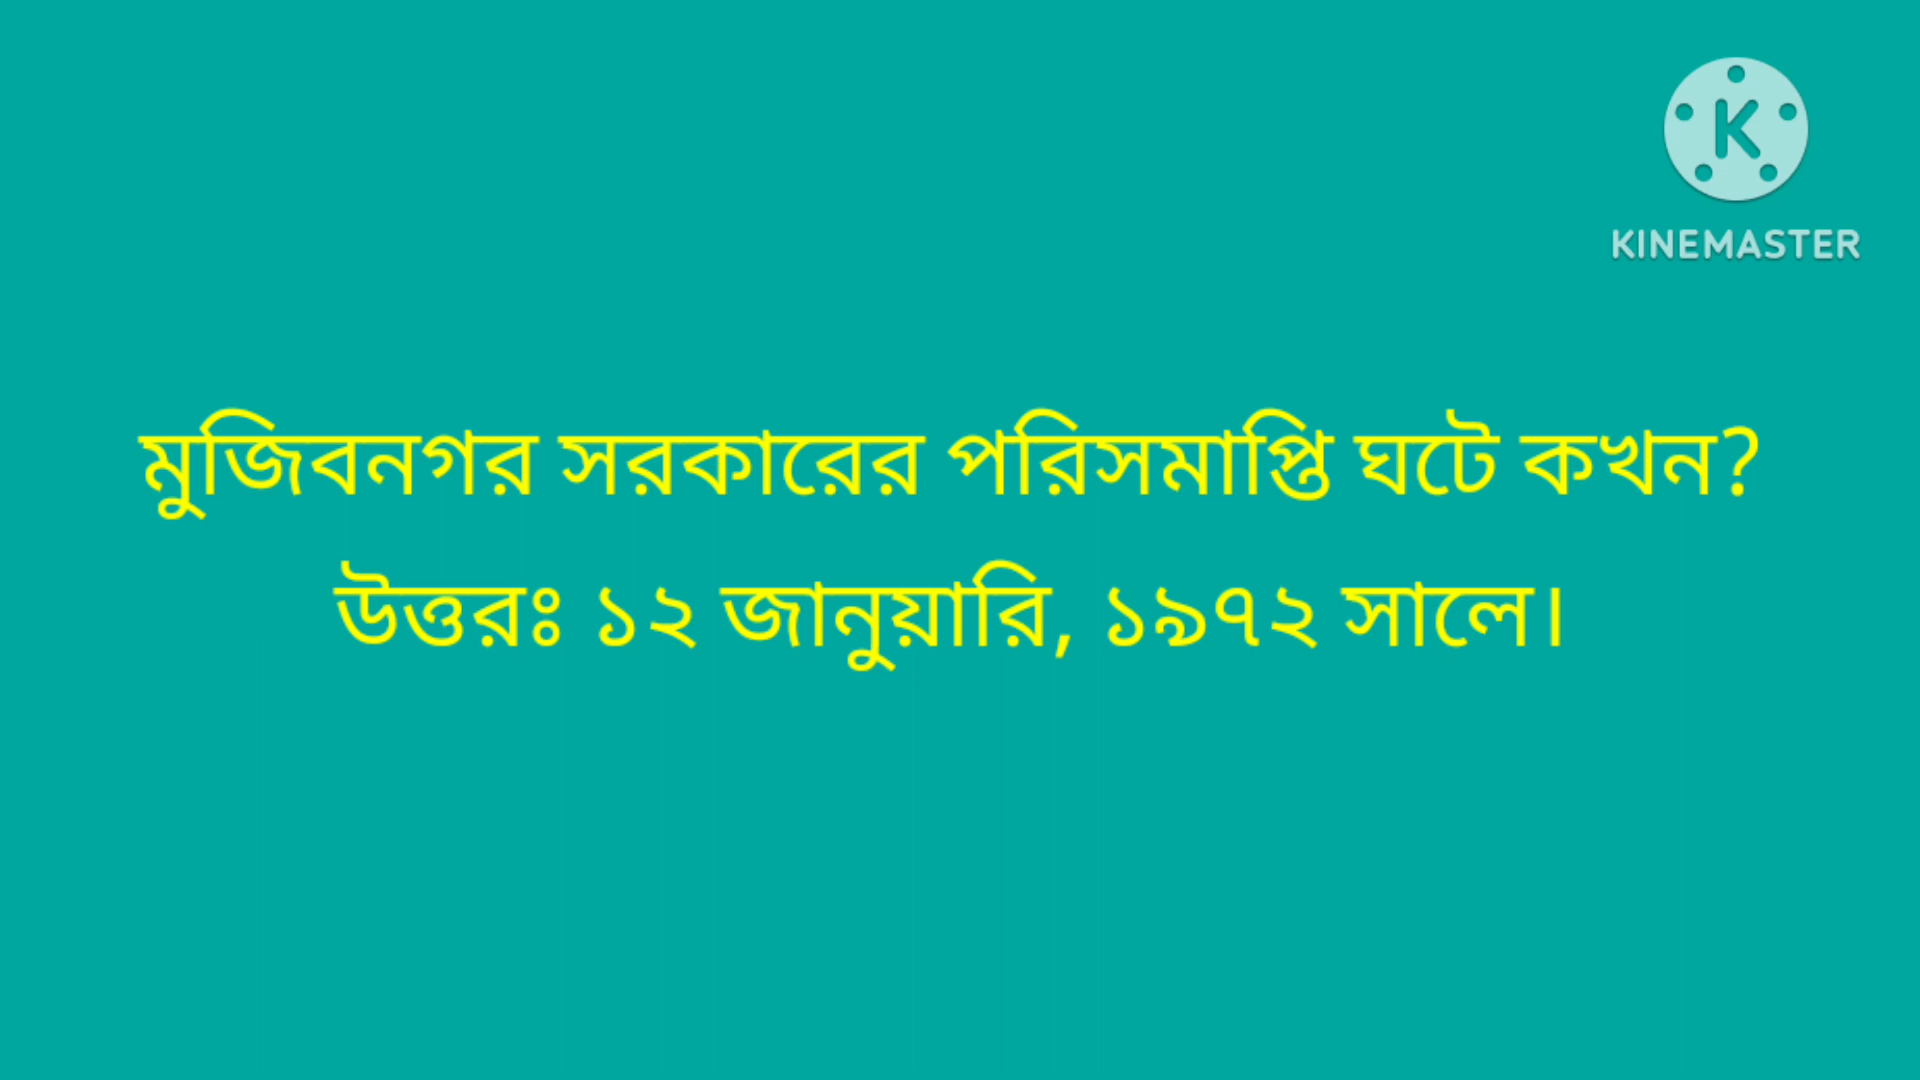 KINEMASTER
মুজিবনগর সরকারের পরিসমাপ্তি ঘটে কখন?
উত্তরঃ ১২ জানুয়ারি, ১৯৭২ সালে।